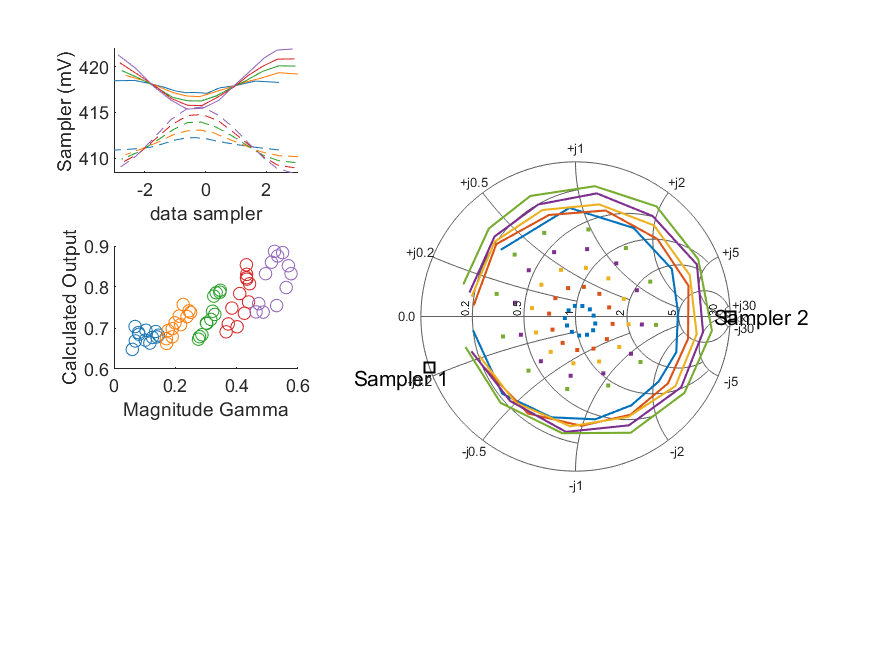 Sampler (mV)
420
415
410
-2
0
2
data sampler
Calculated Output
0.9
0.8
0.7
0.6
0
0.2
0.4
0.6
Magnitude Gamma
+j1
+j0.5
+j2
+j0.2
+j5
0.0
0.2
0.5
1
2
5
30
+j30
-j30
Sampler 2
Sampler 1
-j0.2
-j5
-j0.5
-j2
-j1